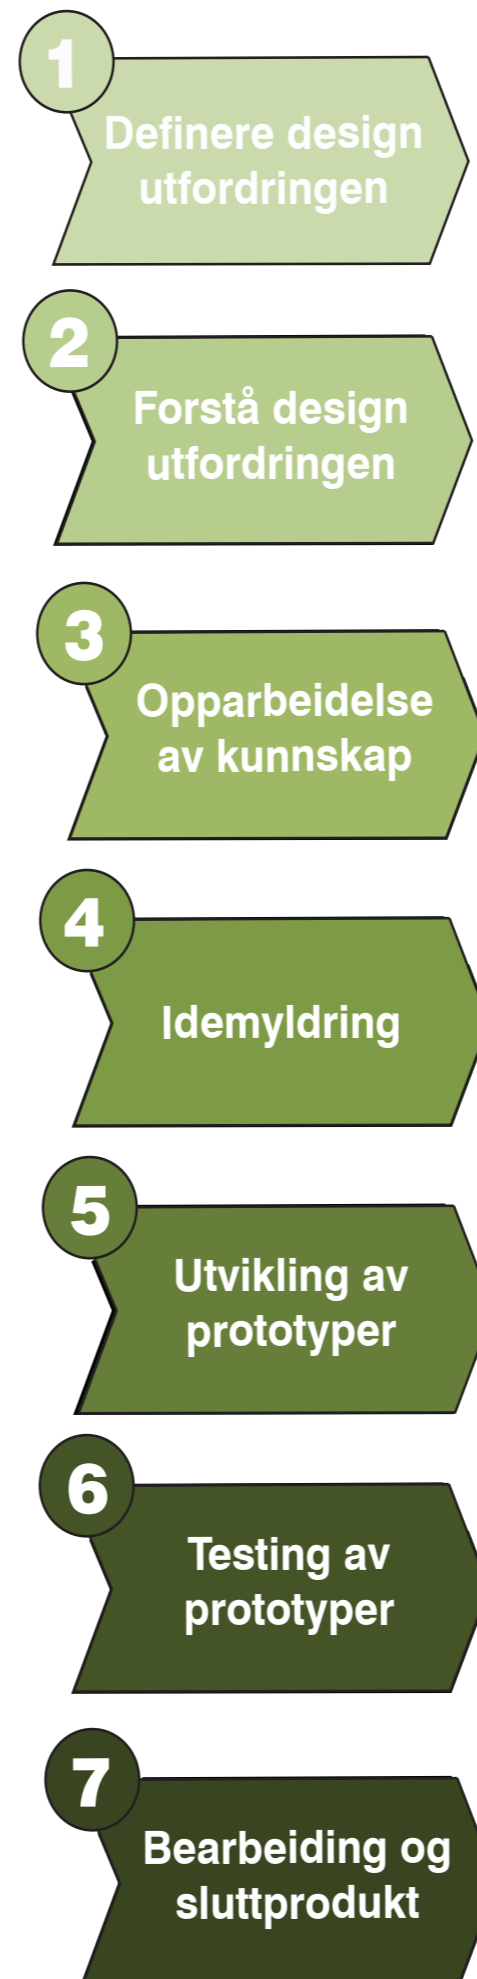 1
Definere design
utfordringen
2
Forstå design
utfordringen
3
Opparbeidelse
av kunnskap
4
Idemyldring
5
Utvikling av
prototyper
6
Testing av
prototyper
7
Bearbeiding og
sluttprodukt